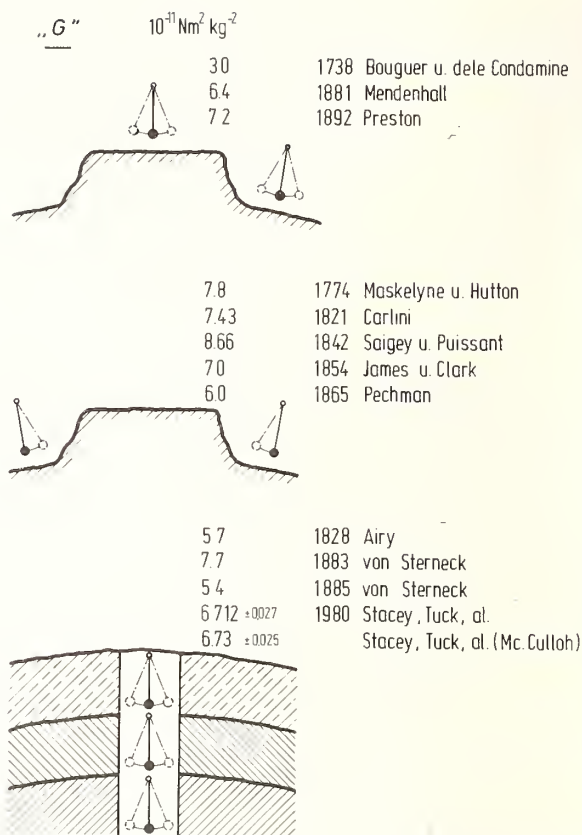 „G” 10⁻¹¹ Nm² kg⁻²
30 1738 Bouguer u. dela Condamine
6.4 1881 Mendenhall
7.2 1892 Preston
7.8 1774 Maskelyne u. Hutton
7.43 1821 Carlini
8.66 1842 Saigey u. Puissant
7.0 1854 James u. Clark
6.0 1865 Pechman
5.7 1828 Airy
7.7 1883 von Sterneck
5.4 1885 von Sterneck
6.712 ±0.027 1980 Stacey, Tuck, al.
6.73 ±0.025 Stacey, Tuck, al. (Mc.Culloh)